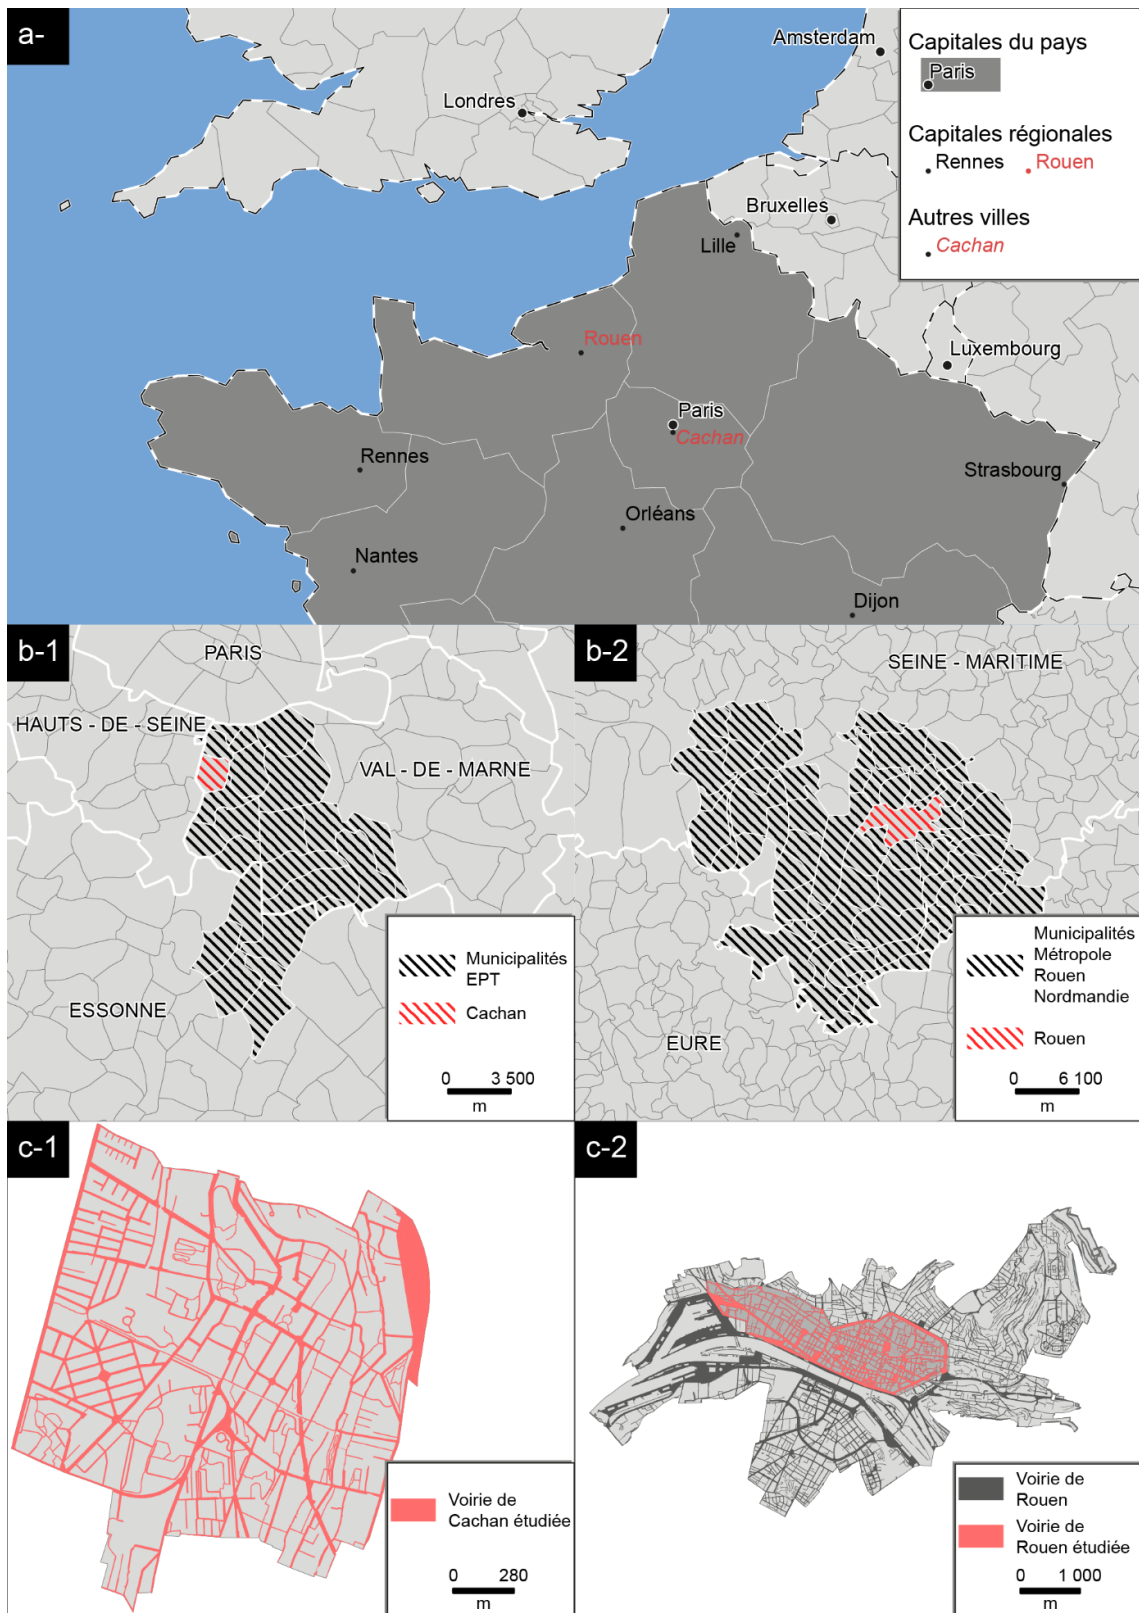 a-
Amsterdam
Londres
Bruxelles
Lille
Luxembourg
Rouen
Paris
Cachan
Rennes
Strasbourg
Orléans
Nantes
Dijon
Capitales du pays
Paris
Capitales régionales
Rennes Rouen
Autres villes
Cachan
b-1
PARIS
HAUTS - DE - SEINE
VAL - DE - MARNE
ESSONNE
Municipalités
EPT
Cachan
0 3 500
m
b-2
SEINE - MARITIME
EURE
Municipalités
Métropole
Rouen
Nordmandie
Rouen
0 6 100
m
c-1
Voirie de
Cachan étudiée
0 280
m
c-2
Voirie de
Rouen
Voirie de
Rouen étudiée
0 1 000
m